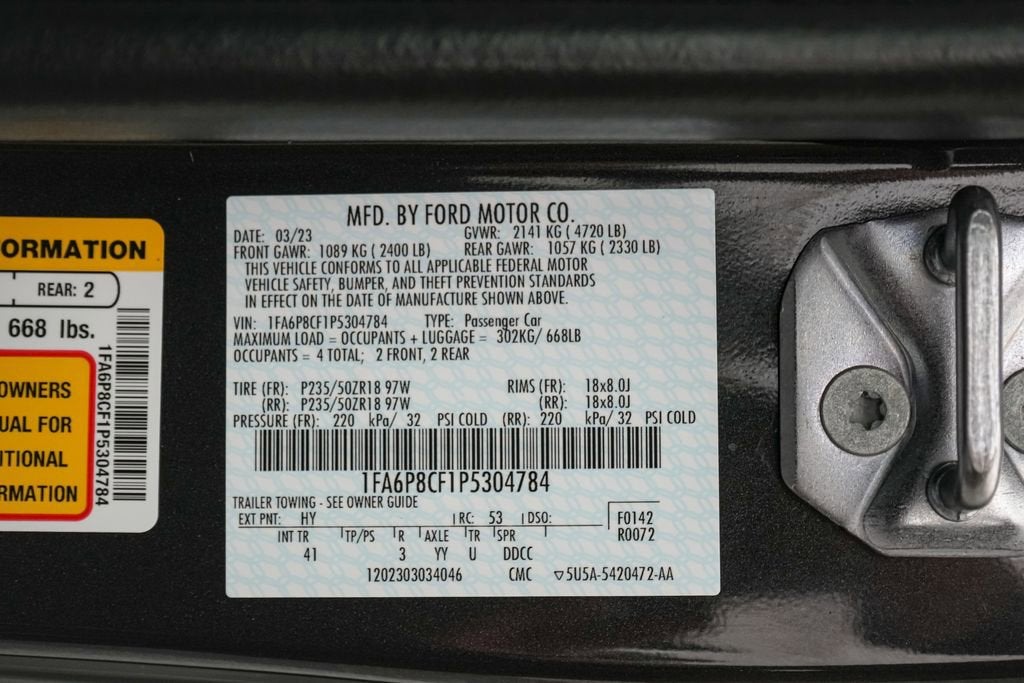 ORMATION
REAR: 2
668 lbs.
OWNERS
UAL FOR
ITIONAL
RMATION
1FA6P8CF1P5304784
MFD. BY FORD MOTOR CO.
DATE: 03/23 GVWR: 2141 KG ( 4720 LB)
FRONT GAWR: 1089 KG ( 2400 LB) REAR GAWR: 1057 KG ( 2330 LB)
THIS VEHICLE CONFORMS TO ALL APPLICABLE FEDERAL MOTOR
VEHICLE SAFETY, BUMPER, AND THEFT PREVENTION STANDARDS
IN EFFECT ON THE DATE OF MANUFACTURE SHOWN ABOVE.
VIN: 1FA6P8CF1P5304784 TYPE: Passenger Car
MAXIMUM LOAD = OCCUPANTS + LUGGAGE = 302KG/ 668LB
OCCUPANTS = 4 TOTAL; 2 FRONT, 2 REAR
TIRE (FR): P235/50ZR18 97W RIMS (FR): 18x8.0J
(RR): P235/50ZR18 97W (RR): 18x8.0J
PRESSURE (FR): 220 kPa/ 32 PSI COLD (RR): 220 kPa/ 32 PSI COLD
1FA6P8CF1P5304784
TRAILER TOWING - SEE OWNER GUIDE
EXT PNT: HY RC: 53 DSO: F0142
R0072
INT TR TP/PS R AXLE TR SPR
41 3 YY U DDCC
1202303034046 CMC ▽5U5A-5420472-AA